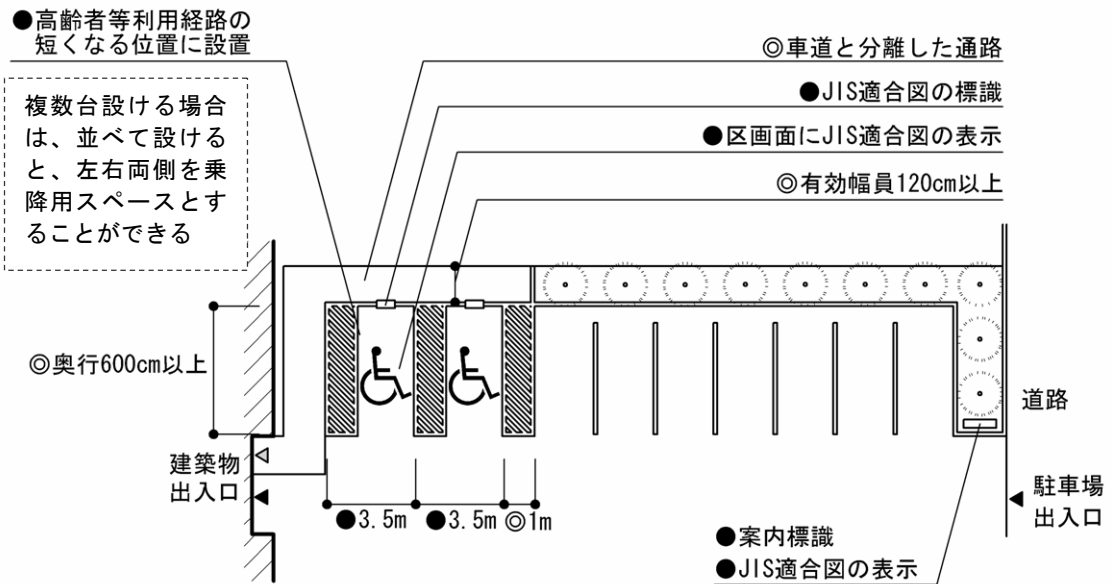 ●高齢者等利用経路の
短くなる位置に設置
複数台設ける場合
は、並べて設ける
と、左右両側を乗
降用スペースとす
ることができる
◎車道と分離した通路
●JIS適合図の標識
●区画面にJIS適合図の表示
◎有効幅員120cm以上
◎奥行600cm以上
道路
建築物
出入口
駐車場
出入口
●3.5m
●3.5m
◎1m
●案内標識
●JIS適合図の表示